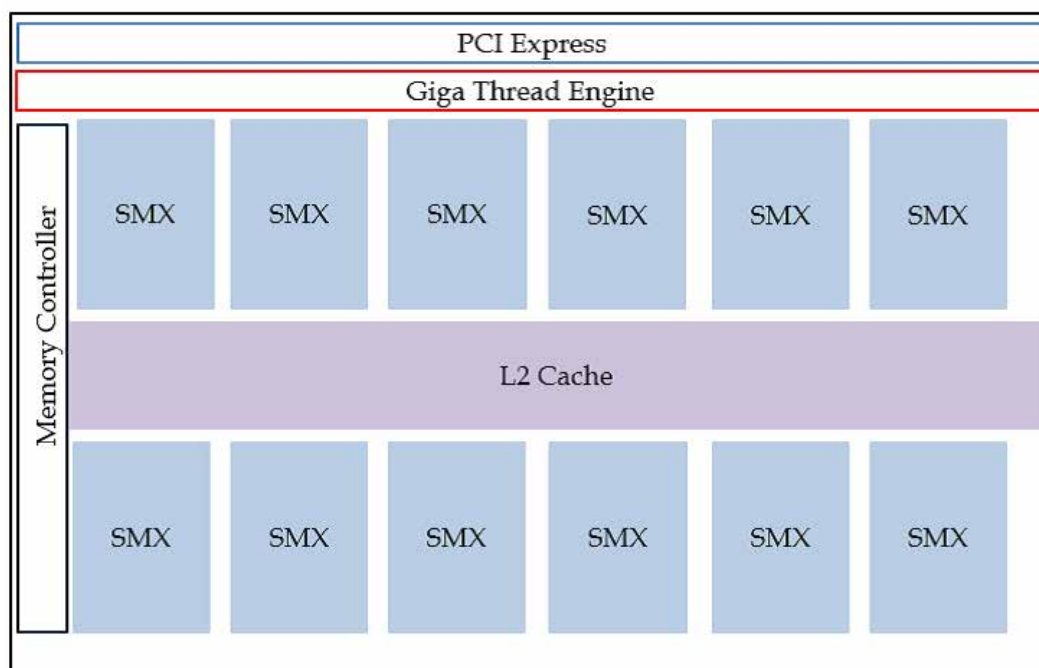 PCI Express
Giga Thread Engine
Memory Controller
SMX SMX SMX SMX SMX SMX
L2 Cache
SMX SMX SMX SMX SMX SMX